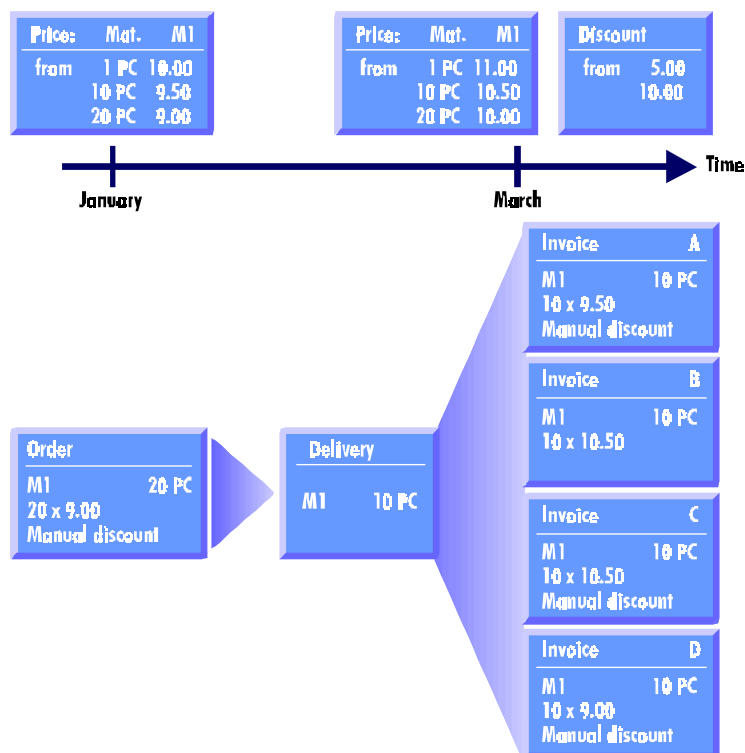 Price: Mat. M1
from 1 PC 10.00
10 PC 9.50
20 PC 9.00
Price: Mat. M1
from 1 PC 11.00
10 PC 10.50
20 PC 10.00
Discount
from 5.00
10.00
Time
January
March
Invoice A
M1 10 PC
10 x 9.50
Manual discount
Invoice B
M1 10 PC
10 x 10.50
Order
M1 20 PC
20 x 9.00
Manual discount
Delivery
M1 10 PC
Invoice C
M1 10 PC
10 x 10.50
Manual discount
Invoice D
M1 10 PC
10 x 9.00
Manual discount